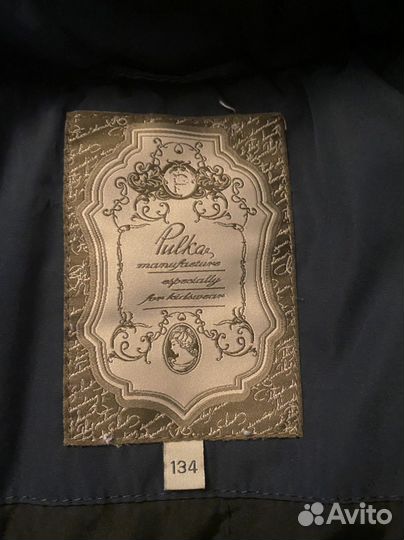 Pulka
manufacture
especially
for kidswear
134
Avito